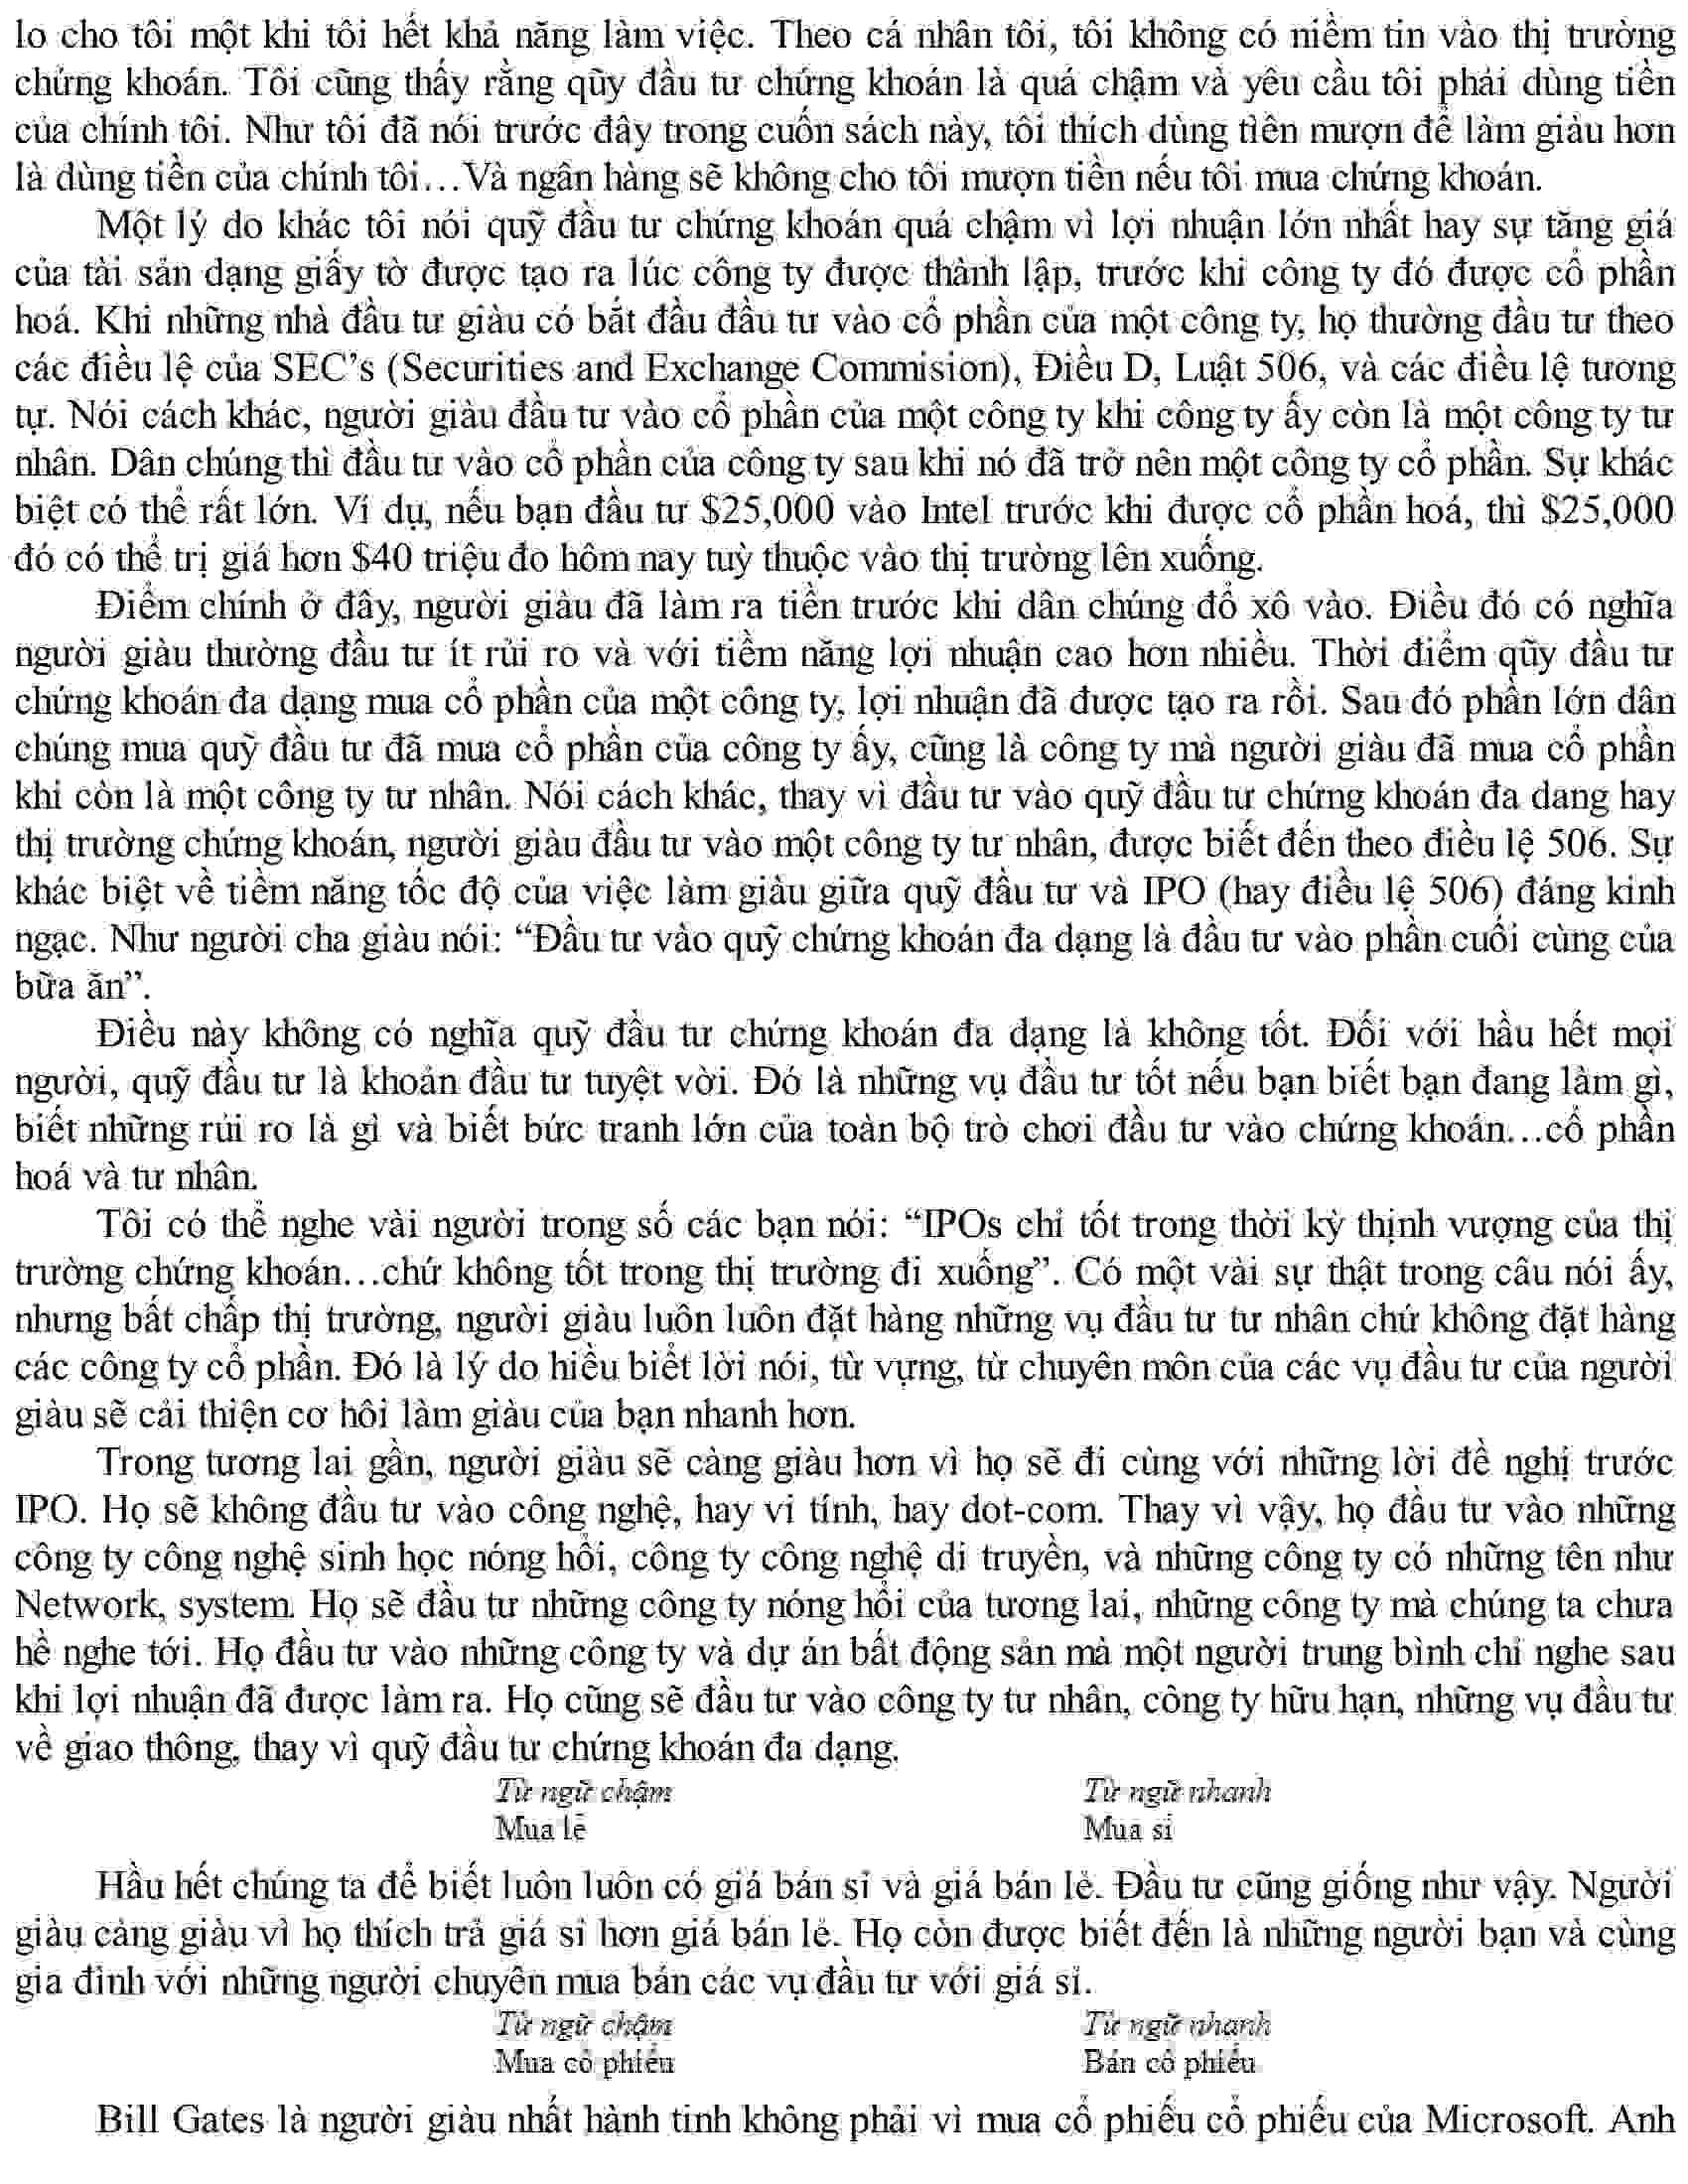 lo cho tôi một khi tôi hết khả năng làm việc. Theo cá nhân tôi, tôi không có niềm tin vào thị trường
chứng khoán. Tôi cũng thấy rằng qũy đầu tư chứng khoán là quá chậm và yêu cầu tôi phải dùng tiền
của chính tôi. Như tôi đã nói trước đây trong cuốn sách này, tôi thích dùng tiền mượn để làm giàu hơn
là dùng tiền của chính tôi…Và ngân hàng sẽ không cho tôi mượn tiền nếu tôi mua chứng khoán.
Một lý do khác tôi nói quỹ đầu tư chứng khoán quá chậm vì lợi nhuận lớn nhất hay sự tăng giá
của tài sản dạng giấy tờ được tạo ra lúc công ty được thành lập, trước khi công ty đó được cổ phần
hoá. Khi những nhà đầu tư giàu có bắt đầu đầu tư vào cổ phần của một công ty, họ thường đầu tư theo
các điều lệ của SEC’s (Securities and Exchange Commision), Điều D, Luật 506, và các điều lệ tương
tự. Nói cách khác, người giàu đầu tư vào cổ phần của một công ty khi công ty ấy còn là một công ty tư
nhân. Dân chúng thì đầu tư vào cổ phần của công ty sau khi nó đã trở nên một công ty cổ phần. Sự khác
biệt có thể rất lớn. Ví dụ, nếu bạn đầu tư $25,000 vào Intel trước khi được cổ phần hoá, thì $25,000
đó có thể trị giá hơn $40 triệu đo hôm nay tuỳ thuộc vào thị trường lên xuống.
Điểm chính ở đây, người giàu đã làm ra tiền trước khi dân chúng đổ xô vào. Điều đó có nghĩa
người giàu thường đầu tư ít rủi ro và với tiềm năng lợi nhuận cao hơn nhiều. Thời điểm qũy đầu tư
chứng khoán đa dạng mua cổ phần của một công ty, lợi nhuận đã được tạo ra rồi. Sau đó phần lớn dân
chúng mua quỹ đầu tư đã mua cổ phần của công ty ấy, cũng là công ty mà người giàu đã mua cổ phần
khi còn là một công ty tư nhân. Nói cách khác, thay vì đầu tư vào quỹ đầu tư chứng khoán đa dang hay
thị trường chứng khoán, người giàu đầu tư vào một công ty tư nhân, được biết đến theo điều lệ 506. Sự
khác biệt về tiềm năng tốc độ của việc làm giàu giữa quỹ đầu tư và IPO (hay điều lệ 506) đáng kinh
ngạc. Như người cha giàu nói: “Đầu tư vào quỹ chứng khoán đa dạng là đầu tư vào phần cuối cùng của
bữa ăn”.
Điều này không có nghĩa quỹ đầu tư chứng khoán đa dạng là không tốt. Đối với hầu hết mọi
người, quỹ đầu tư là khoản đầu tư tuyệt vời. Đó là những vụ đầu tư tốt nếu bạn biết bạn đang làm gì,
biết những rủi ro là gì và biết bức tranh lớn của toàn bộ trò chơi đầu tư vào chứng khoán…cổ phần
hoá và tư nhân.
Tôi có thể nghe vài người trong số các bạn nói: “IPOs chỉ tốt trong thời kỳ thịnh vượng của thị
trường chứng khoán…chứ không tốt trong thị trường đi xuống”. Có một vài sự thật trong câu nói ấy,
nhưng bất chấp thị trường, người giàu luôn luôn đặt hàng những vụ đầu tư tư nhân chứ không đặt hàng
các công ty cổ phần. Đó là lý do hiều biết lời nói, từ vựng, từ chuyên môn của các vụ đầu tư của người
giàu sẽ cải thiện cơ hôi làm giàu của bạn nhanh hơn.
Trong tương lai gần, người giàu sẽ càng giàu hơn vì họ sẽ đi cùng với những lời đề nghị trước
IPO. Họ sẽ không đầu tư vào công nghệ, hay vi tính, hay dot-com. Thay vì vậy, họ đầu tư vào những
công ty công nghệ sinh học nóng hổi, công ty công nghệ di truyền, và những công ty có những tên như
Network, system. Họ sẽ đầu tư những công ty nóng hổi của tương lai, những công ty mà chúng ta chưa
hề nghe tới. Họ đầu tư vào những công ty và dự án bất động sản mà một người trung bình chỉ nghe sau
khi lợi nhuận đã được làm ra. Họ cũng sẽ đầu tư vào công ty tư nhân, công ty hữu hạn, những vụ đầu tư
về giao thông, thay vì quỹ đầu tư chứng khoán đa dạng.
Từ ngữ chậm Từ ngữ nhanh
Mua lẻ Mua sỉ
Hầu hết chúng ta để biết luôn luôn có giá bán sỉ và giá bán lẻ. Đầu tư cũng giống như vậy. Người
giàu càng giàu vì họ thích trả giá sỉ hơn giá bán lẻ. Họ còn được biết đến là những người bạn và cùng
gia đình với những người chuyên mua bán các vụ đầu tư với giá sỉ.
Từ ngữ chậm Từ ngữ nhanh
Mua cổ phiếu Bán cổ phiếu
Bill Gates là người giàu nhất hành tinh không phải vì mua cổ phiếu cổ phiếu của Microsoft. Anh